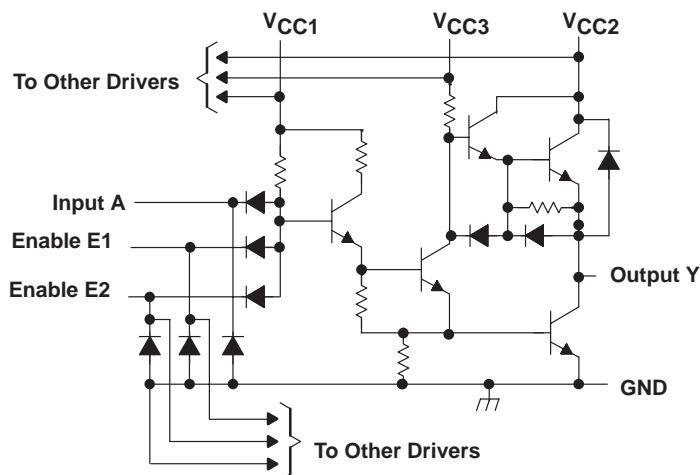 VCC1
VCC3
VCC2
To Other Drivers
Input A
Enable E1
Enable E2
Output Y
GND
To Other Drivers